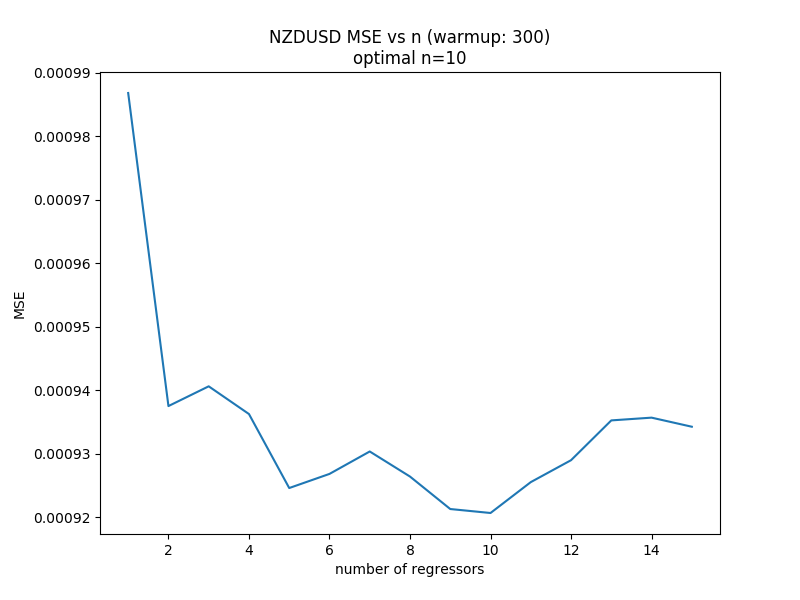 NZDUSD MSE vs n (warmup: 300)
optimal n=10
0.00099
0.00098
0.00097
0.00096
0.00095
0.00094
0.00093
0.00092
MSE
2 4 6 8 10 12 14
number of regressors